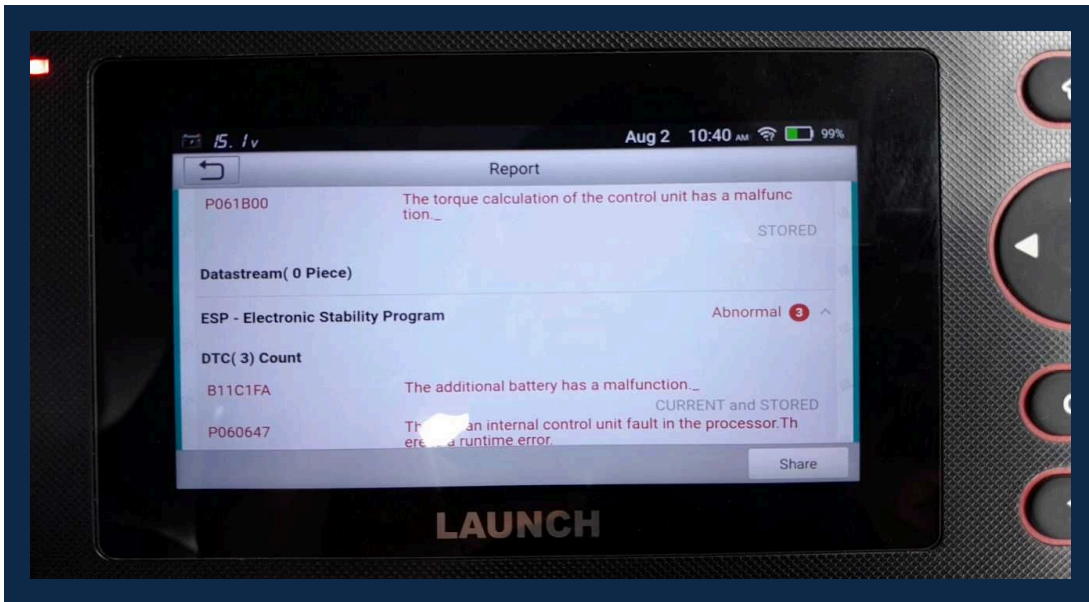 15.1v
Aug 2 10:40 AM 99%
Report
P061B00 The torque calculation of the control unit has a malfunc
tion._
STORED
Datastream( 0 Piece)
ESP - Electronic Stability Program Abnormal 3
DTC( 3) Count
B11C1FA The additional battery has a malfunction._
CURRENT and STORED
P060647 an internal control unit fault in the processor.Th
runtime error.
Share
LAUNCH